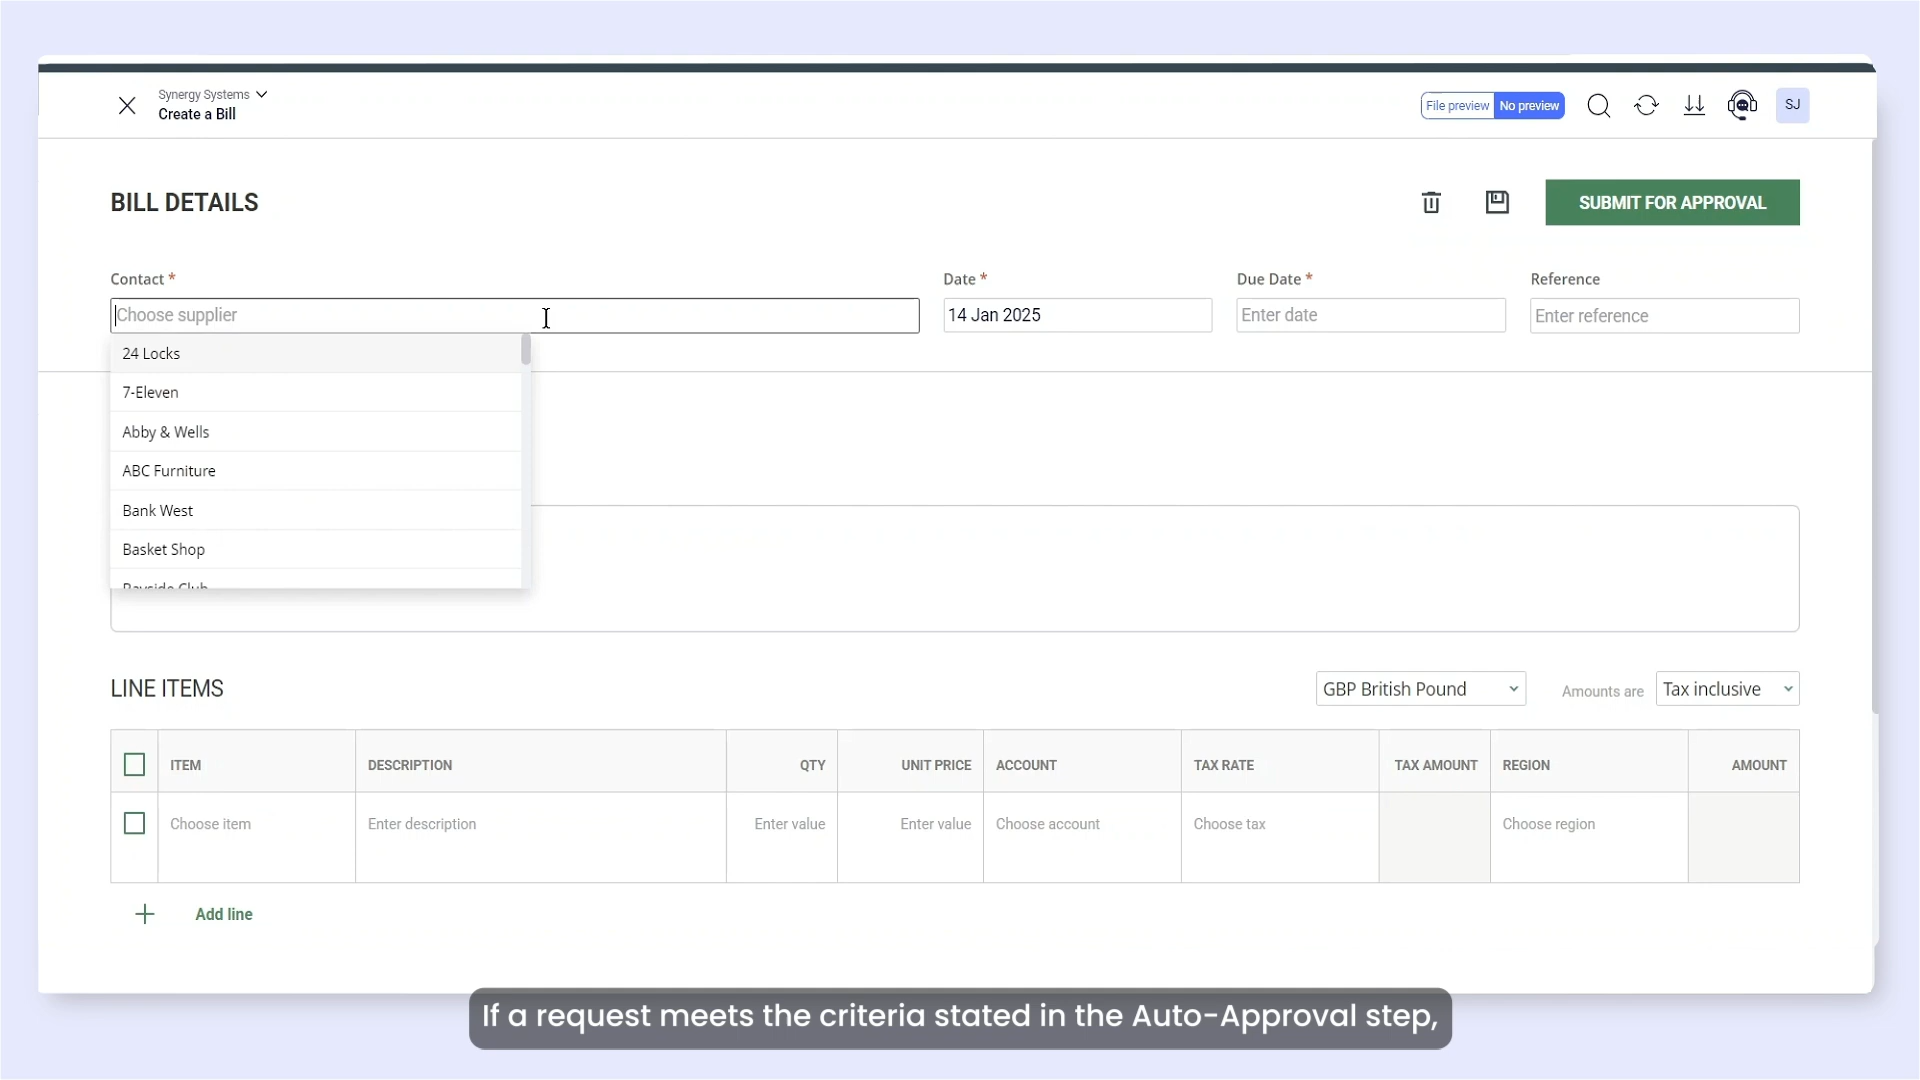 Synergy Systems
Create a Bill
File preview No preview
SJ
BILL DETAILS
SUBMIT FOR APPROVAL
Contact * Date * Due Date * Reference
Choose supplier 14 Jan 2025 Enter date Enter reference
24 Locks
7-Eleven
Abby & Wells
ABC Furniture
Bank West
Basket Shop
Bayside Club
LINE ITEMS GBP British Pound Amounts are Tax inclusive
ITEM DESCRIPTION QTY UNIT PRICE ACCOUNT TAX RATE TAX AMOUNT REGION AMOUNT
Choose item Enter description Enter value Enter value Choose account Choose tax Choose region
Add line
If a request meets the criteria stated in the Auto-Approval step,